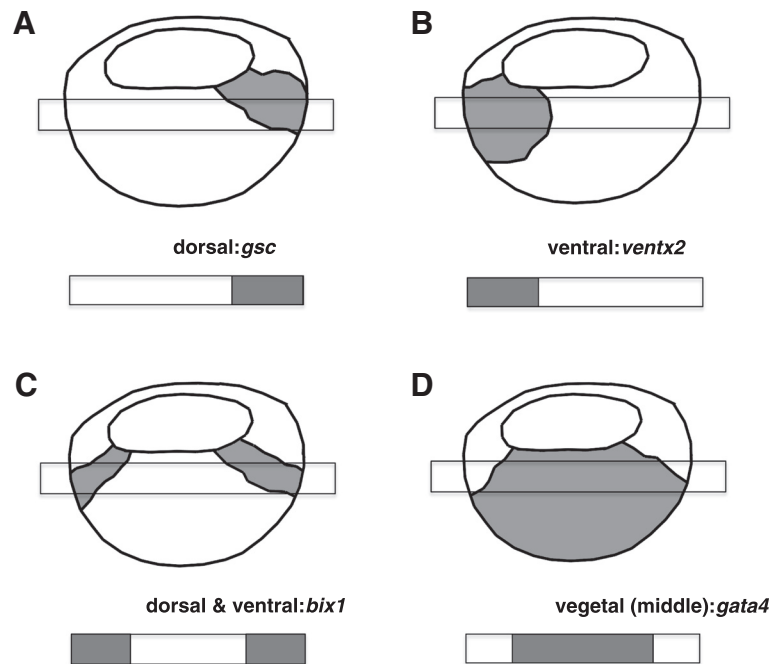 A
B
dorsal:gsc
ventral:ventx2
C
D
dorsal & ventral:bix1
vegetal (middle):gata4